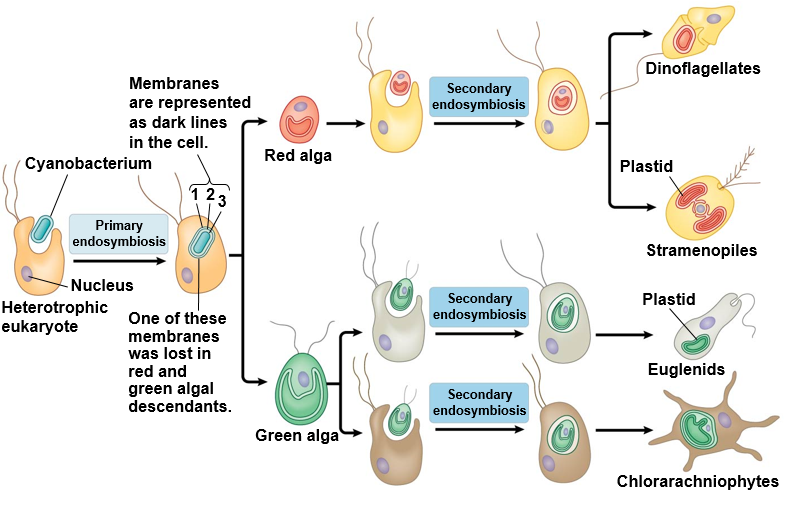 Membranes
are represented
as dark lines
in the cell.
Cyanobacterium
1 2 3
Primary
endosymbiosis
Nucleus
Heterotrophic
eukaryote
One of these
membranes
was lost in
red and
green algal
descendants.
Red alga
Secondary
endosymbiosis
Dinoflagellates
Plastid
Stramenopiles
Green alga
Secondary
endosymbiosis
Plastid
Euglenids
Secondary
endosymbiosis
Chlorarachniophytes